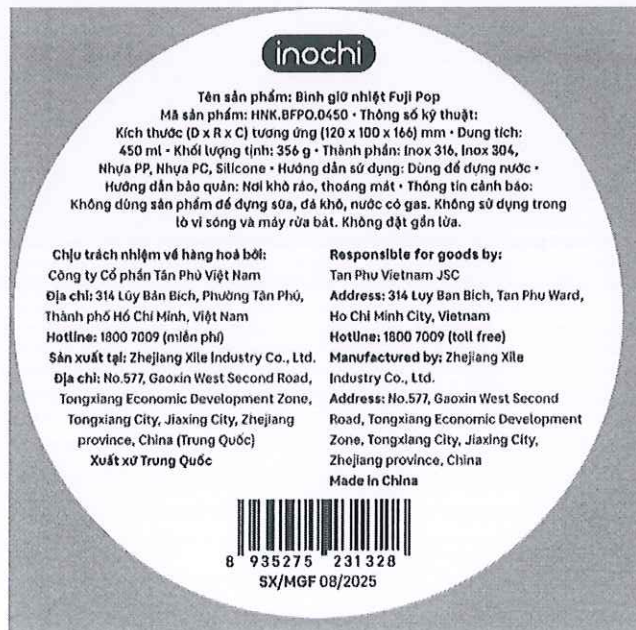 inochi
Tên sản phẩm: Bình giữ nhiệt Fuji Pop
Mã sản phẩm: HNK.BFPO.0450 • Thông số kỹ thuật:
Kích thước (D x R x C) tương ứng (120 x 100 x 166) mm • Dung tích:
450 ml • Khối lượng tịnh: 356 g • Thành phần: Inox 316, Inox 304,
Nhựa PP, Nhựa PC, Silicone • Hướng dẫn sử dụng: Dùng để đựng nước •
Hướng dẫn bảo quản: Nơi khô ráo, thoáng mát • Thông tin cảnh báo:
Không dùng sản phẩm để đựng sữa, đá khô, nước có gas. Không sử dụng trong
lò vi sóng và máy rửa bát. Không đặt gần lửa.
Chịu trách nhiệm về hàng hoá bởi:
Công ty Cổ phần Tân Phú Việt Nam
Địa chỉ: 314 Lũy Bán Bích, Phường Tân Phú,
Thành phố Hồ Chí Minh, Việt Nam
Hotline: 1800 7009 (miễn phí)
Sản xuất tại: Zhejiang Xile Industry Co., Ltd.
Địa chỉ: No.577, Gaoxin West Second Road,
Tongxiang Economic Development Zone,
Tongxiang City, Jiaxing City, Zhejiang
province, China (Trung Quốc)
Xuất xứ Trung Quốc
Responsible for goods by:
Tan Phu Vietnam JSC
Address: 314 Luy Ban Bich, Tan Phu Ward,
Ho Chi Minh City, Vietnam
Hotline: 1800 7009 (toll free)
Manufactured by: Zhejiang Xile
Industry Co., Ltd.
Address: No.577, Gaoxin West Second
Road, Tongxiang Economic Development
Zone, Tongxiang City, Jiaxing City,
Zhejiang province, China
Made in China
8 935275 231328
SX/MGF 08/2025